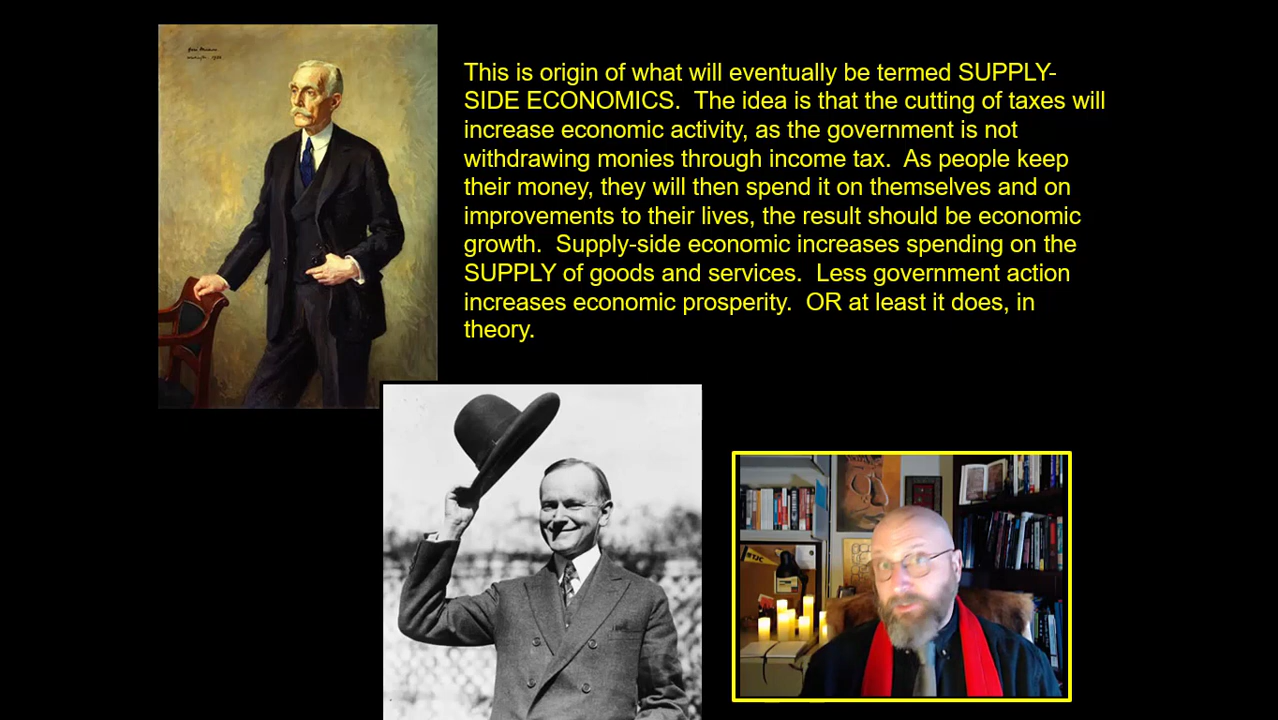 This is origin of what will eventually be termed SUPPLY-
SIDE ECONOMICS.  The idea is that the cutting of taxes will
increase economic activity, as the government is not
withdrawing monies through income tax.  As people keep
their money, they will then spend it on themselves and on
improvements to their lives, the result should be economic
growth.  Supply-side economic increases spending on the
SUPPLY of goods and services.  Less government action
increases economic prosperity.  OR at least it does, in
theory.
TJC